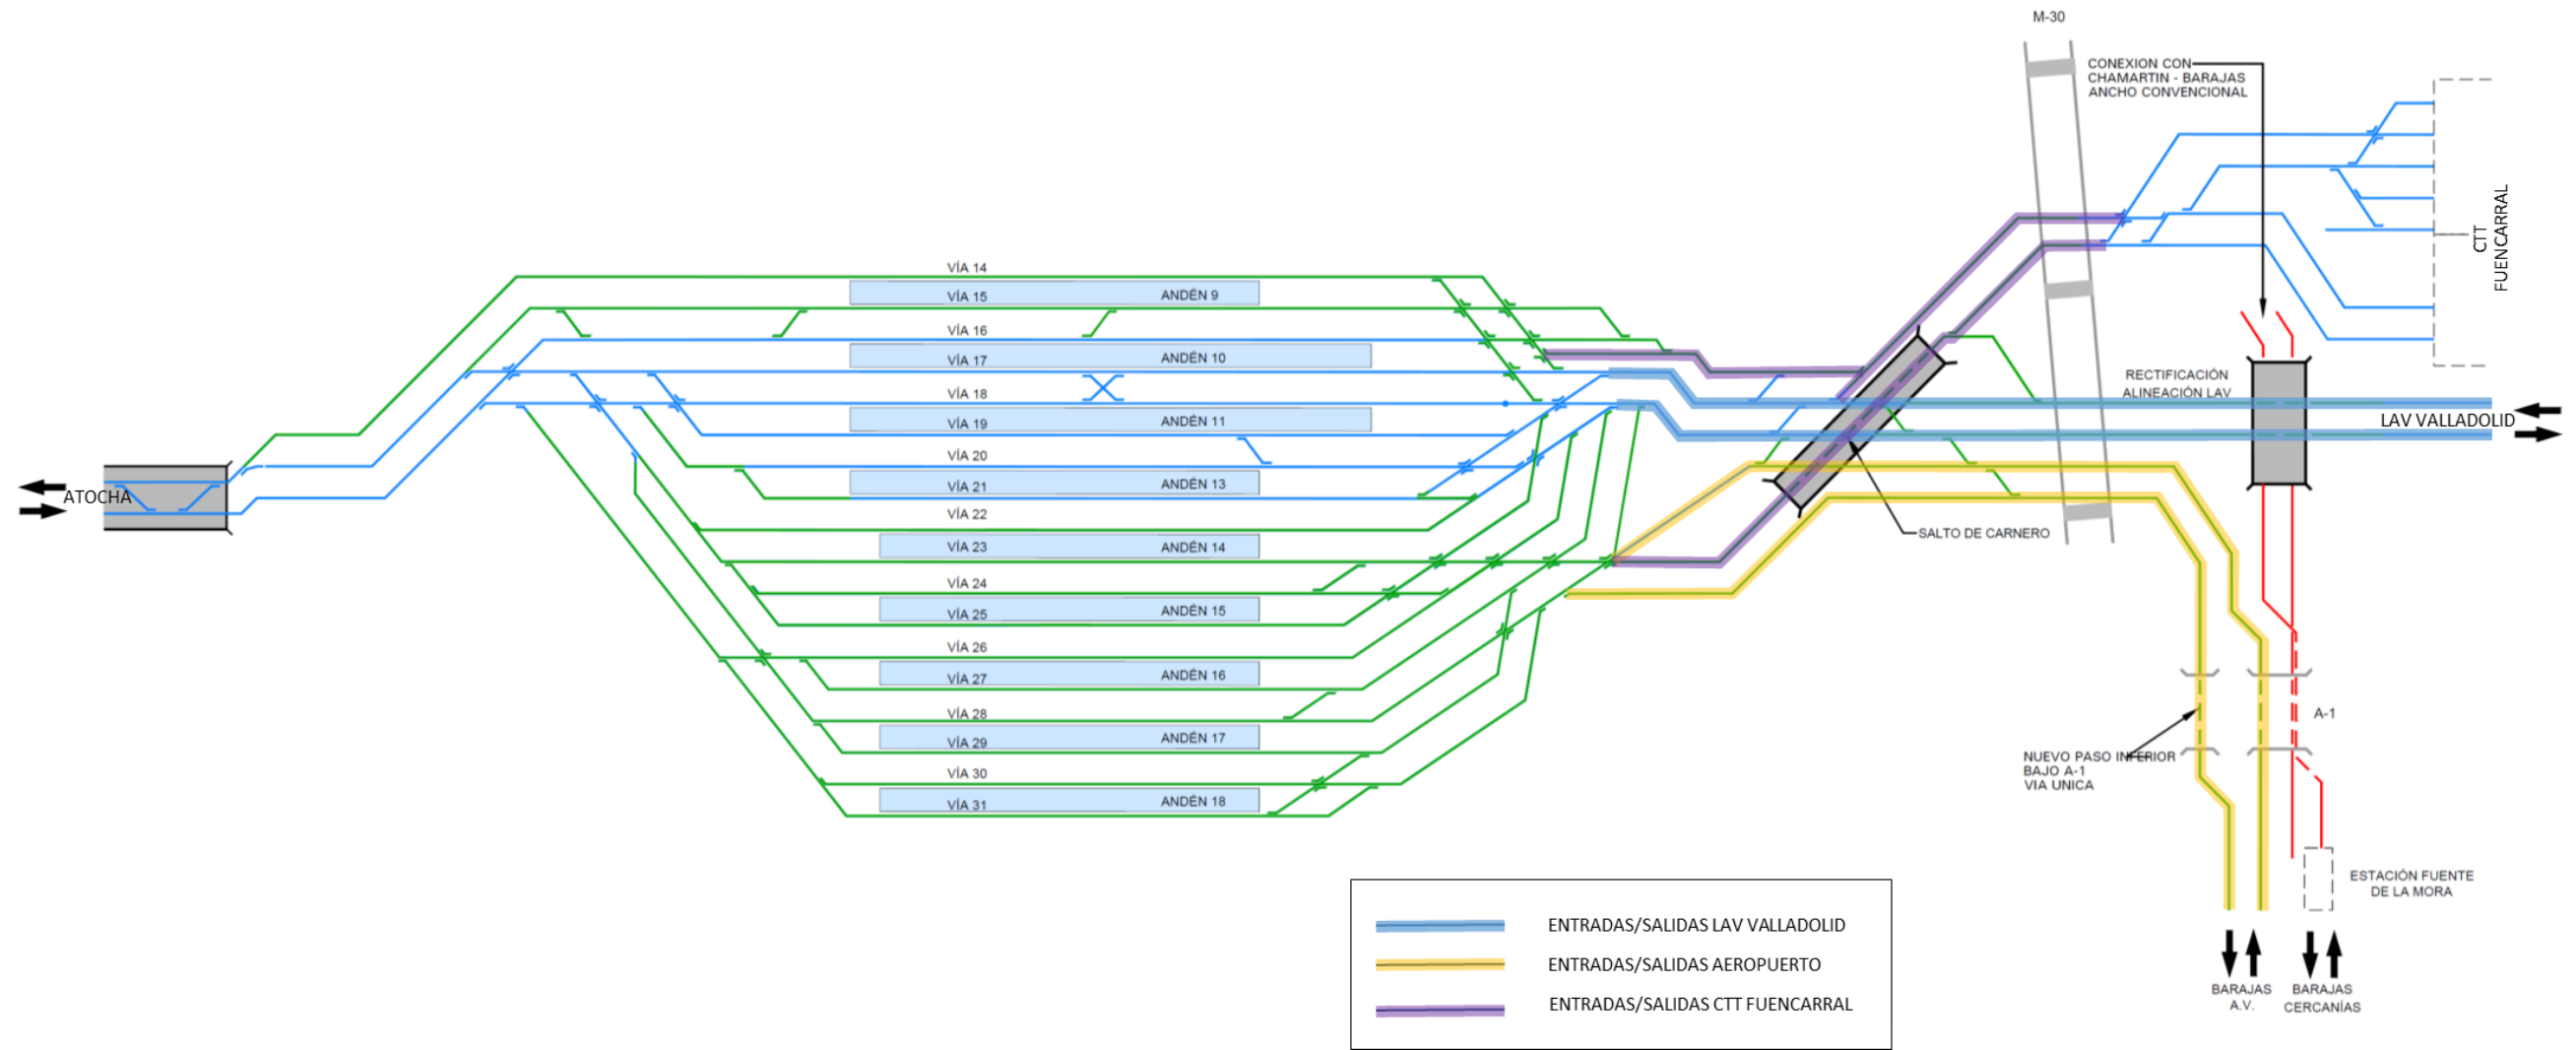 M-30
CONEXION CON
CHAMARTIN - BARAJAS
ANCHO CONVENCIONAL
CTT
FUENCARRAL
VÍA 14
VÍA 15
ANDÉN 9
VÍA 16
VÍA 17
ANDÉN 10
VÍA 18
VÍA 19
ANDÉN 11
VÍA 20
VÍA 21
ANDÉN 13
VÍA 22
VÍA 23
ANDÉN 14
VÍA 24
VÍA 25
ANDÉN 15
VÍA 26
VÍA 27
ANDÉN 16
VÍA 28
VÍA 29
ANDÉN 17
VÍA 30
VÍA 31
ANDÉN 18
ATOCHA
RECTIFICACIÓN
ALINEACIÓN LAV
LAV VALLADOLID
SALTO DE CARNERO
A-1
NUEVO PASO INFERIOR
BAJO A-1
VIA UNICA
ESTACIÓN FUENTE
DE LA MORA
BARAJAS
A.V.
BARAJAS
CERCANÍAS
ENTRADAS/SALIDAS LAV VALLADOLID
ENTRADAS/SALIDAS AEROPUERTO
ENTRADAS/SALIDAS CTT FUENCARRAL